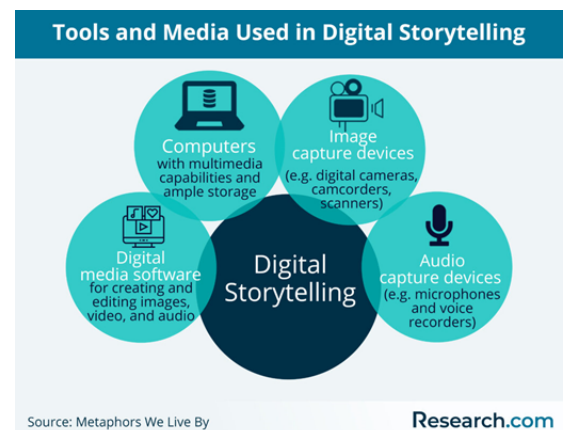 Tools and Media Used in Digital Storytelling
Computers
with multimedia
capabilities and
ample storage
Image
capture devices
(e.g. digital cameras,
camcorders,
scanners)
Digital
media software
for creating and
editing images,
video, and audio
Digital
Storytelling
Audio
capture devices
(e.g. microphones
and voice
recorders)
Source: Metaphors We Live By
Research.com